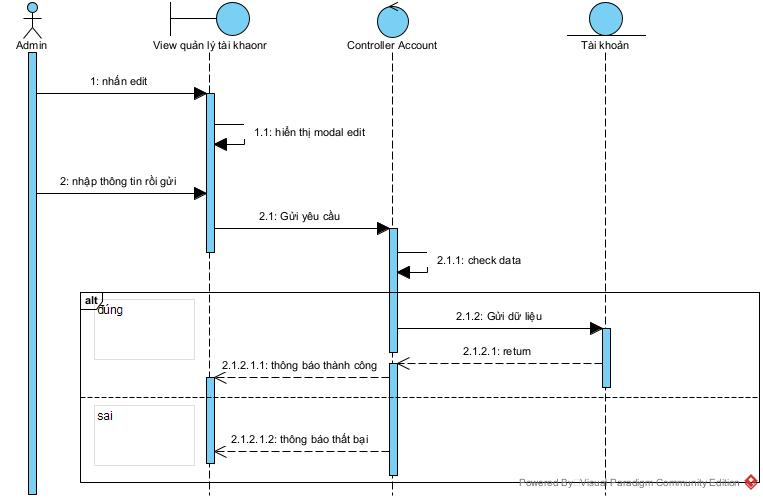 Admin
View quản lý tài khaonr
Controller Account
Tài khoản
1: nhấn edit
1.1: hiển thị modal edit
2: nhập thông tin rồi gửi
2.1: Gửi yêu cầu
2.1.1: check data
alt
đúng
2.1.2: Gửi dữ liệu
2.1.2.1: return
2.1.2.1.1: thông báo thành công
sai
2.1.2.1.2: thông báo thất bại
Powered By: Visual Paradigm Community Edition